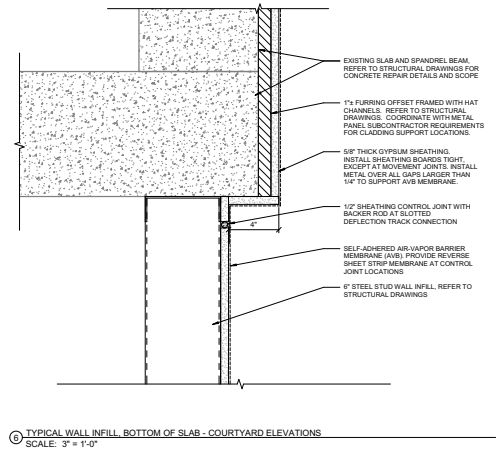 EXISTING SLAB AND SPANDREL BEAM,
REFER TO STRUCTURAL DRAWINGS FOR
CONCRETE REPAIR DETAILS AND SCOPE
1"± FURRING OFFSET FRAMED WITH HAT
CHANNELS. REFER TO STRUCTURAL
DRAWINGS. COORDINATE WITH METAL
PANEL SUBCONTRACTOR REQUIREMENTS
FOR CLADDING SUPPORT LOCATIONS.
5/8" THICK GYPSUM SHEATHING.
INSTALL SHEATHING BOARDS TIGHT,
EXCEPT AT MOVEMENT JOINTS. INSTALL
METAL OVER ALL GAPS LARGER THAN
1/4" TO SUPPORT AVB MEMBRANE.
1/2" SHEATHING CONTROL JOINT WITH
BACKER ROD AT SLOTTED
DEFLECTION TRACK CONNECTION
4"
SELF-ADHERED AIR-VAPOR BARRIER
MEMBRANE (AVB). PROVIDE REVERSE
SHEET STRIP MEMBRANE AT CONTROL
JOINT LOCATIONS
6" STEEL STUD WALL INFILL, REFER TO
STRUCTURAL DRAWINGS
6 TYPICAL WALL INFILL, BOTTOM OF SLAB - COURTYARD ELEVATIONS
SCALE: 3" = 1'-0"